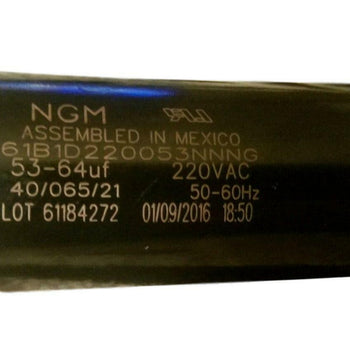 NGM
ASSEMBLED IN MEXICO
61B1D220053NNNG
53-64uf 220VAC
40/065/21 50-60Hz
LOT 61184272 01/09/2016 18:50